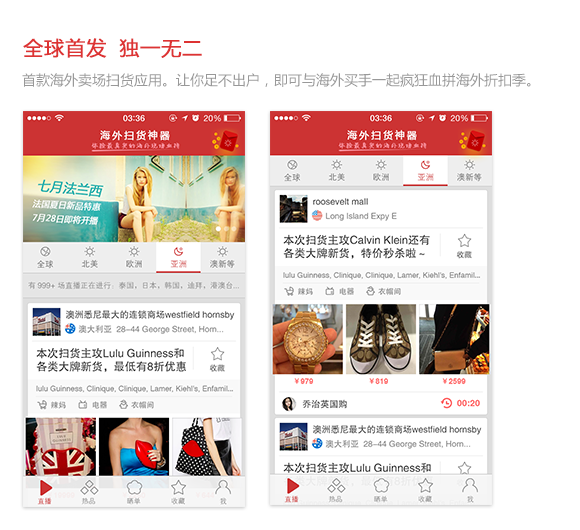 全球首发 独一无二
首款海外卖场扫货应用。让你足不出户，即可与海外买手一起疯狂血拼海外折扣季。
03:36
20%
海外扫货神器
体验最真实的海外现场血拼
七月法兰西
法国夏日新品特惠
7月28日即将开播
全球
北美
欧洲
亚洲
澳新等
有 999+ 场直播正在进行：泰国，日本，韩国，迪拜，港澳台...
澳洲悉尼最大的连锁商场westfield hornsby
澳大利亚 28-44 George Street, Horn...
本次扫货主攻Lulu Guinness和
各类大牌新货，最低有8折优惠
收藏
lulu Guinness, Clinique, Clinique, Lamer, Kiehl's, Enfamil...
辣妈
电器
衣帽间
直播
热品
晒单
收藏
我
03:36
20%
海外扫货神器
体验最真实的海外现场血拼
全球
北美
欧洲
亚洲
澳新等
roosevelt mall
Long Island Expy E
本次扫货主攻Calvin Klein还有
各类大牌新货，特价秒杀啦～
收藏
lulu Guinness, Clinique, Clinique, Lamer, Kiehl's, Enfamil...
辣妈
电器
衣帽间
￥979
￥819
￥2599
乔治英国购
00:20
澳洲悉尼最大的连锁商场westfield hornsby
澳大利亚 28-44 George Street, Horn...
本次扫货主攻Lulu Guinness和
直播
热品
晒单
收藏
我